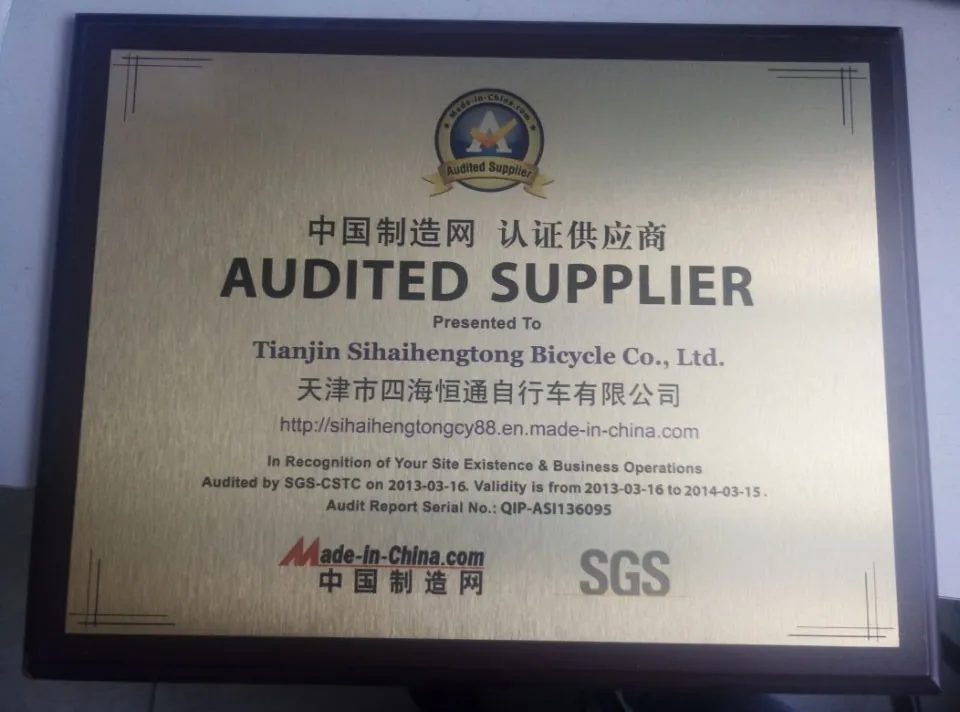 Made-in-China.com
Audited Supplier
中国制造网 认证供应商
AUDITED SUPPLIER
Presented To
Tianjin Sihaihengtong Bicycle Co., Ltd.
天津市四海恒通自行车有限公司
http://sihaihengtongcy88.en.made-in-china.com
In Recognition of Your Site Existence & Business Operations
Audited by SGS-CSTC on 2013-03-16. Validity is from 2013-03-16 to 2014-03-15 .
Audit Report Serial No.: QIP-ASI136095
Made-in-China.com
中国制造网
SGS